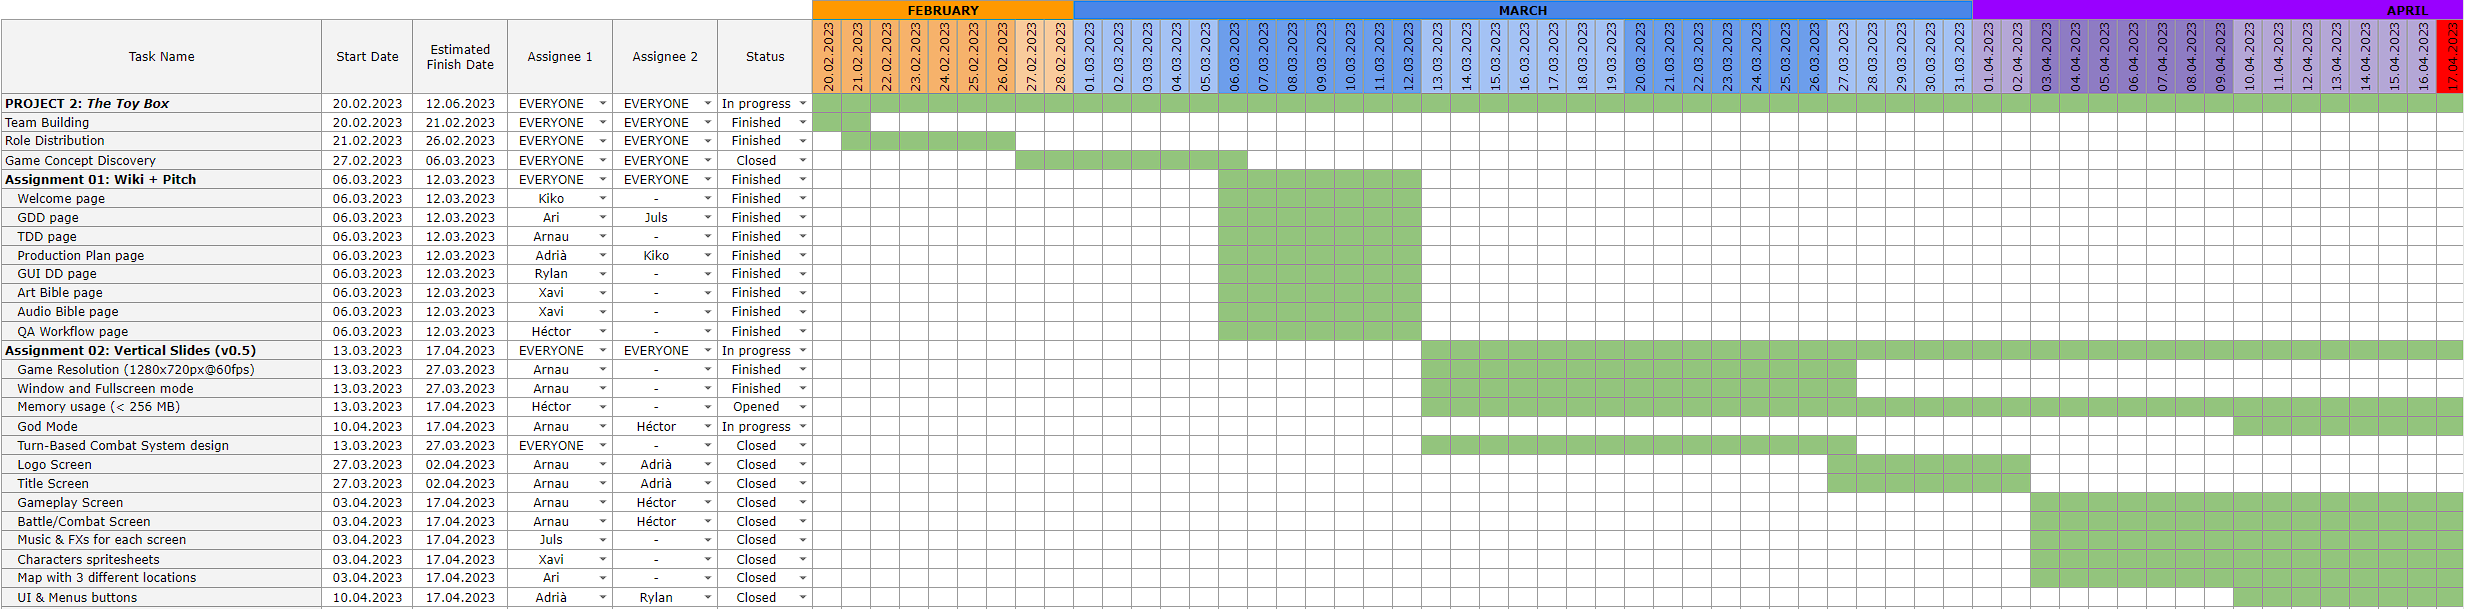 FEBRUARY MARCH APRIL
Task Name Start Date Estimated Finish Date Assignee 1 Assignee 2 Status 20.02.2023 21.02.2023 22.02.2023 23.02.2023 24.02.2023 25.02.2023 26.02.2023 27.02.2023 28.02.2023 01.03.2023 02.03.2023 03.03.2023 04.03.2023 05.03.2023 06.03.2023 07.03.2023 08.03.2023 09.03.2023 10.03.2023 11.03.2023 12.03.2023 13.03.2023 14.03.2023 15.03.2023 16.03.2023 17.03.2023 18.03.2023 19.03.2023 20.03.2023 21.03.2023 22.03.2023 23.03.2023 24.03.2023 25.03.2023 26.03.2023 27.03.2023 28.03.2023 29.03.2023 30.03.2023 31.03.2023 01.04.2023 02.04.2023 03.04.2023 04.04.2023 05.04.2023 06.04.2023 07.04.2023 08.04.2023 09.04.2023 10.04.2023 11.04.2023 12.04.2023 13.04.2023 14.04.2023 15.04.2023 16.04.2023 17.04.2023
PROJECT 2: The Toy Box 20.02.2023 12.06.2023 EVERYONE EVERYONE In progress
Team Building 20.02.2023 21.02.2023 EVERYONE EVERYONE Finished
Role Distribution 21.02.2023 26.02.2023 EVERYONE EVERYONE Finished
Game Concept Discovery 27.02.2023 06.03.2023 EVERYONE EVERYONE Closed
Assignment 01: Wiki + Pitch 06.03.2023 12.03.2023 EVERYONE EVERYONE Finished
Welcome page 06.03.2023 12.03.2023 Kiko - Finished
GDD page 06.03.2023 12.03.2023 Ari Juls Finished
TDD page 06.03.2023 12.03.2023 Arnau - Finished
Production Plan page 06.03.2023 12.03.2023 Adrià Kiko Finished
GUI DD page 06.03.2023 12.03.2023 Rylan - Finished
Art Bible page 06.03.2023 12.03.2023 Xavi - Finished
Audio Bible page 06.03.2023 12.03.2023 Xavi - Finished
QA Workflow page 06.03.2023 12.03.2023 Héctor - Finished
Assignment 02: Vertical Slides (v0.5) 13.03.2023 17.04.2023 EVERYONE EVERYONE In progress
Game Resolution (1280x720px@60fps) 13.03.2023 27.03.2023 Arnau - Finished
Window and Fullscreen mode 13.03.2023 27.03.2023 Arnau - Finished
Memory usage (< 256 MB) 13.03.2023 17.04.2023 Héctor - Opened
God Mode 10.04.2023 17.04.2023 Arnau Héctor In progress
Turn-Based Combat System design 13.03.2023 27.03.2023 EVERYONE - Closed
Logo Screen 27.03.2023 02.04.2023 Arnau Adrià Closed
Title Screen 27.03.2023 02.04.2023 Arnau Adrià Closed
Gameplay Screen 03.04.2023 17.04.2023 Arnau Héctor Closed
Battle/Combat Screen 03.04.2023 17.04.2023 Arnau Héctor Closed
Music & FXs for each screen 03.04.2023 17.04.2023 Juls - Closed
Characters spritesheets 03.04.2023 17.04.2023 Xavi - Closed
Map with 3 different locations 03.04.2023 17.04.2023 Ari - Closed
UI & Menus buttons 10.04.2023 17.04.2023 Adrià Rylan Closed